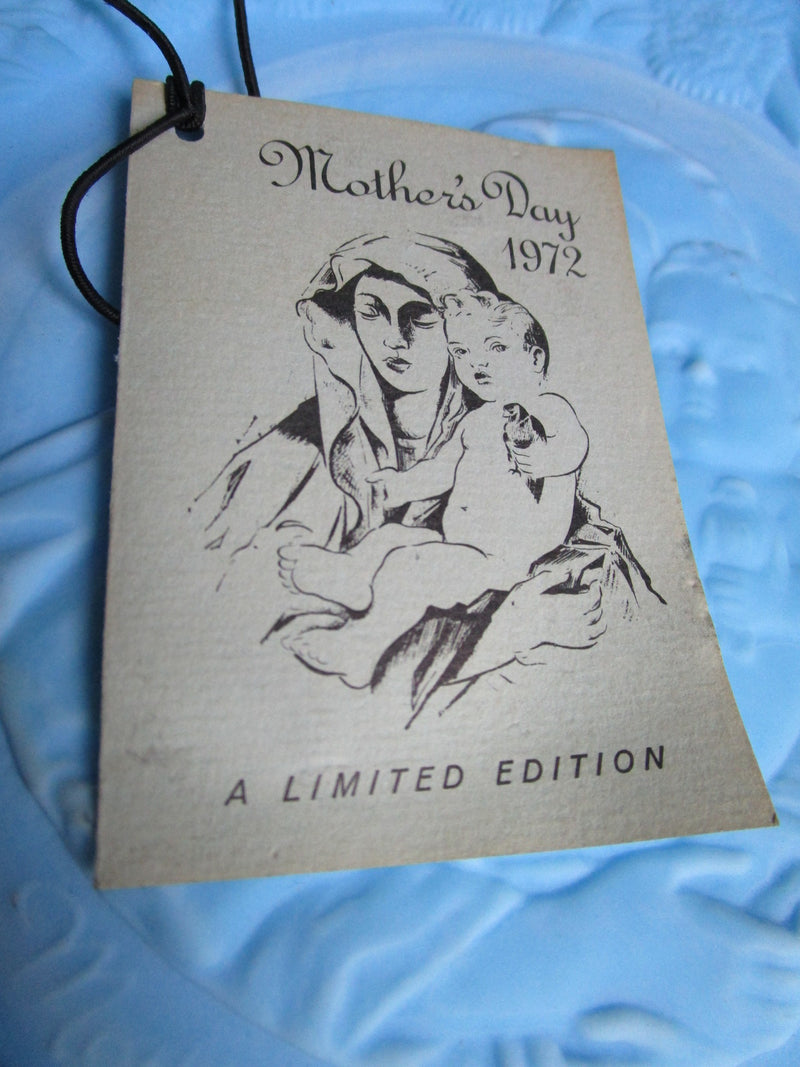 Mother's Day
1972
A LIMITED EDITION